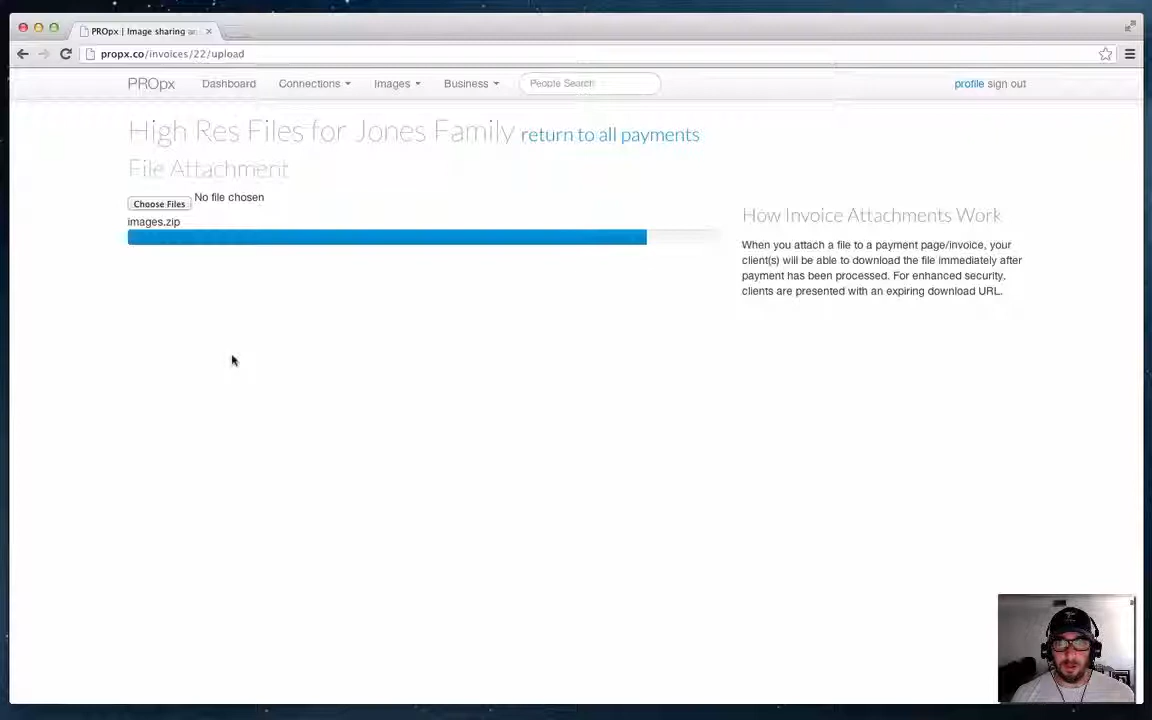 PROpx | Image sharing an
propx.co/invoices/22/upload
PROpx Dashboard Connections Images Business People Search profile sign out
High Res Files for Jones Family return to all payments
File Attachment
Choose Files No file chosen
images.zip
How Invoice Attachments Work
When you attach a file to a payment page/invoice, your
client(s) will be able to download the file immediately after
payment has been processed. For enhanced security,
clients are presented with an expiring download URL.